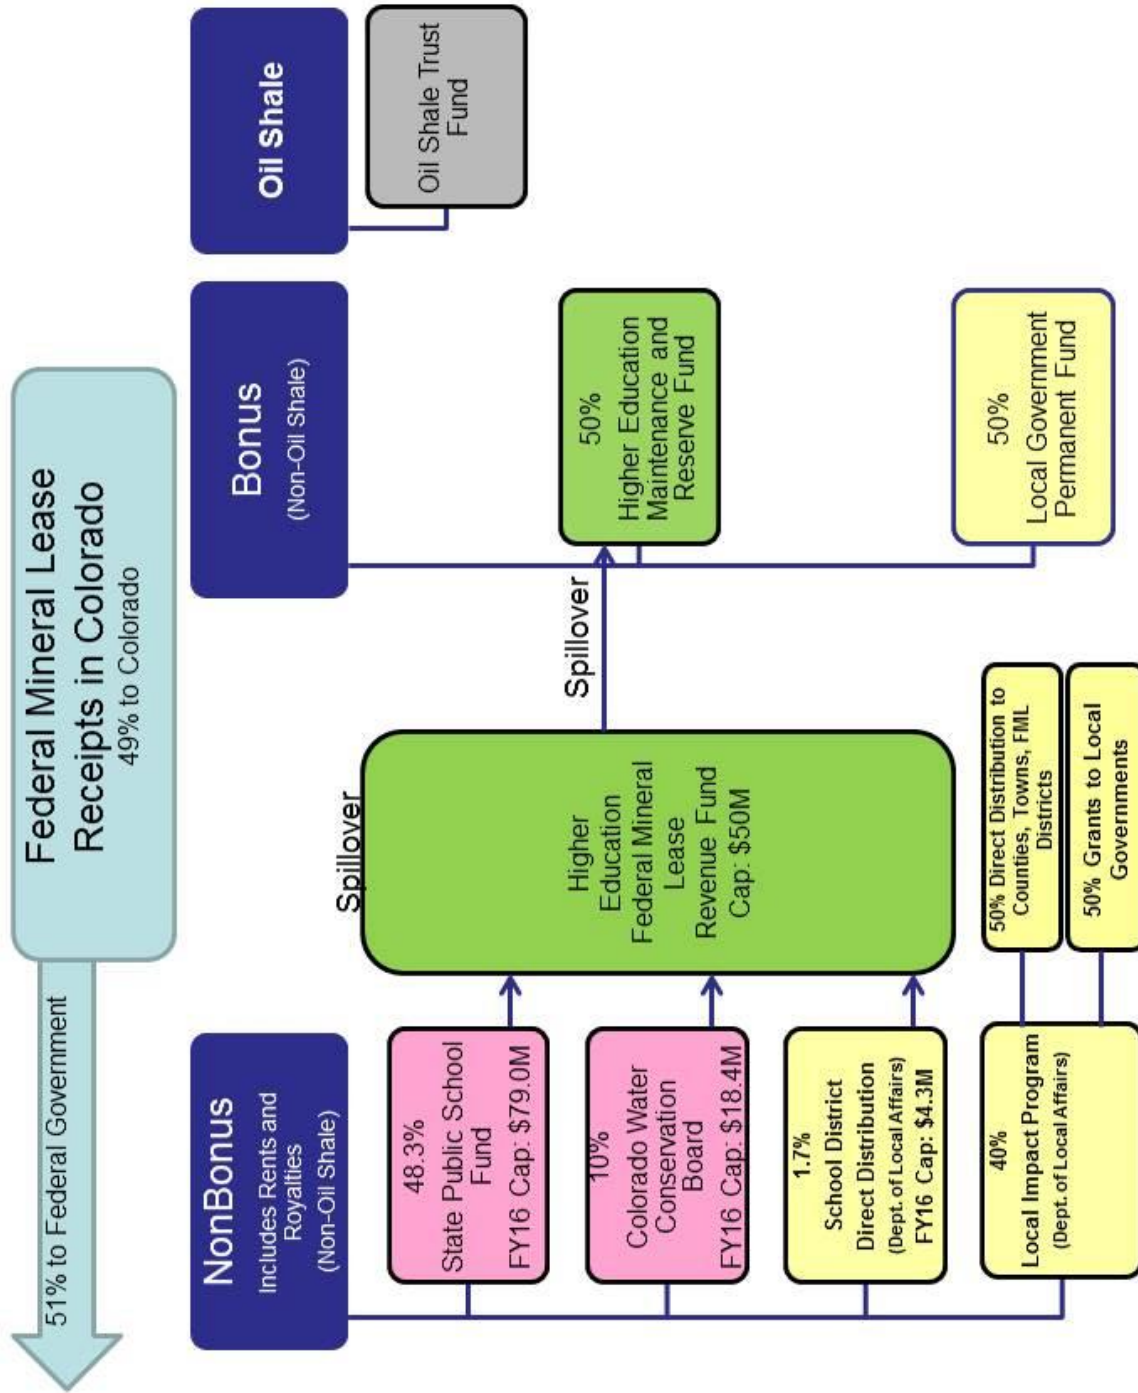 Federal Mineral Lease
Receipts in Colorado
49% to Colorado
51% to Federal Government
NonBonus
Includes Rents and
Royalties
(Non-Oil Shale)
Bonus
(Non-Oil Shale)
Oil Shale
48.3%
State Public School
Fund
FY16 Cap: $79.0M
10%
Colorado Water
Conservation
Board
FY16 Cap: $18.4M
1.7%
School District
Direct Distribution
(Dept. of Local Affairs)
FY16 Cap: $4.3M
40%
Local Impact Program
(Dept. of Local Affairs)
Spillover
Higher
Education
Federal Mineral
Lease
Revenue Fund
Cap: $50M
50% Direct Distribution to
Counties, Towns, FML
Districts
50% Grants to Local
Governments
Spillover
50%
Higher Education
Maintenance and
Reserve Fund
50%
Local Government
Permanent Fund
Oil Shale Trust
Fund